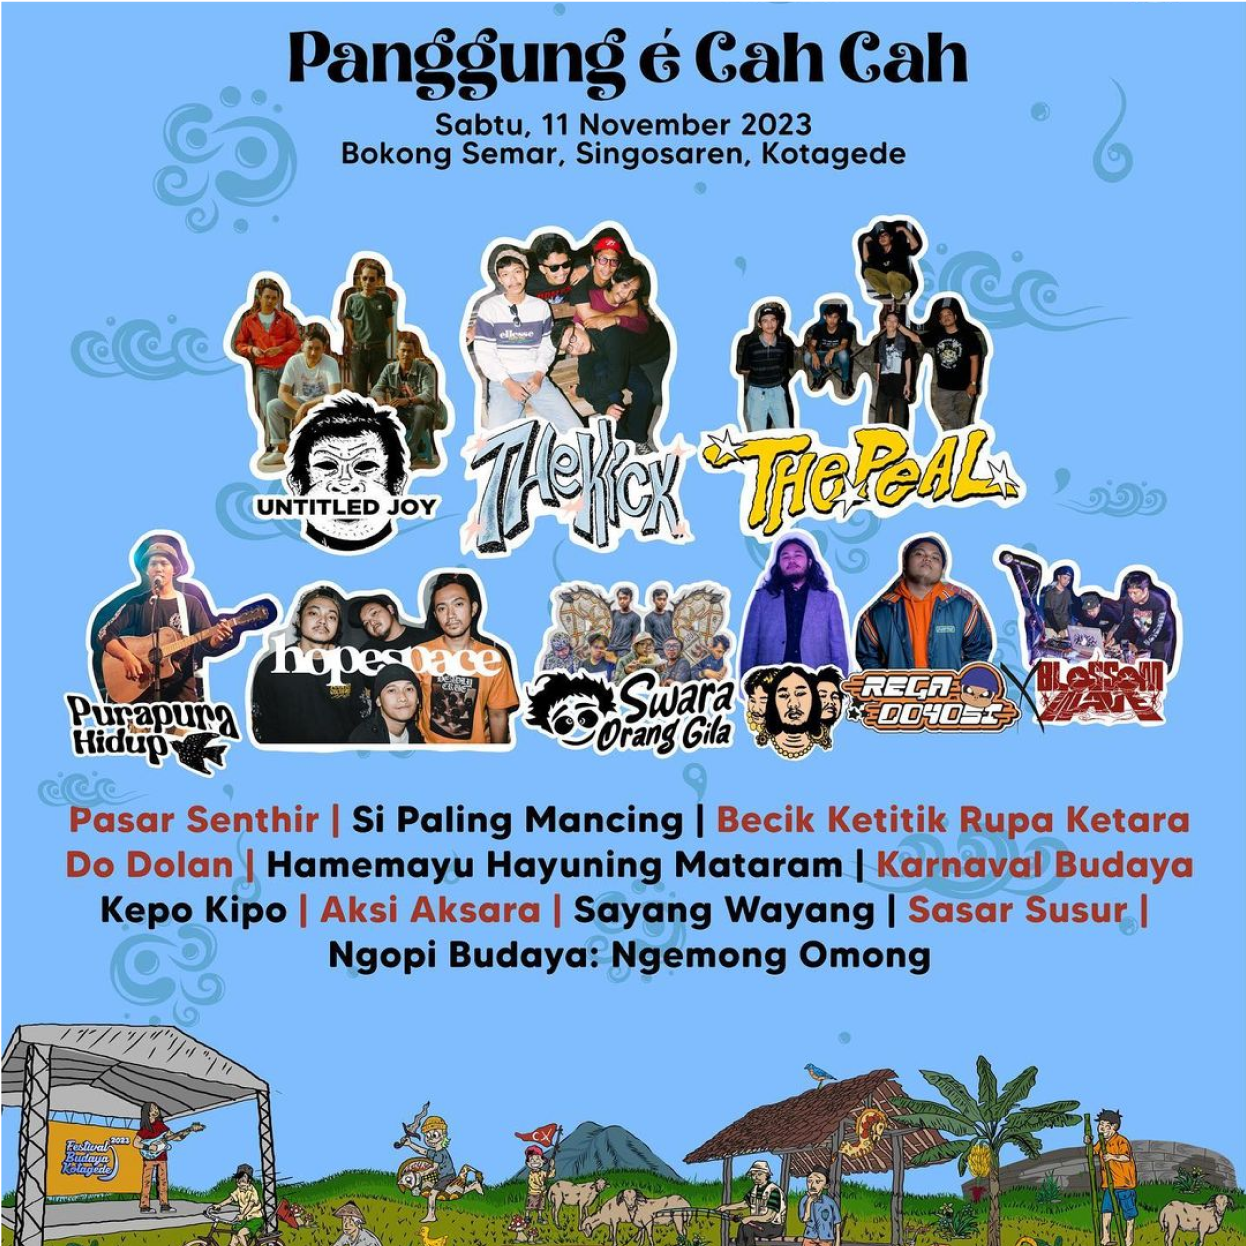 Panggung é Cah Cah
Sabtu, 11 November 2023
Bokong Semar, Singosaren, Kotagede
ellesse
UNTITLED JOY
THE KICK
THE PEAL
Purapura
Hidup
hopespace
Swara
Orang Gila
REGA
DOYOSI
X
BLOSSOM
Pasar Senthir | Si Paling Mancing | Becik Ketitik Rupa Ketara
Do Dolan | Hamemayu Hayuning Mataram | Karnaval Budaya
Kepo Kipo | Aksi Aksara | Sayang Wayang | Sasar Susur |
Ngopi Budaya: Ngemong Omong
Festival 2023
Budaya
Kotagede